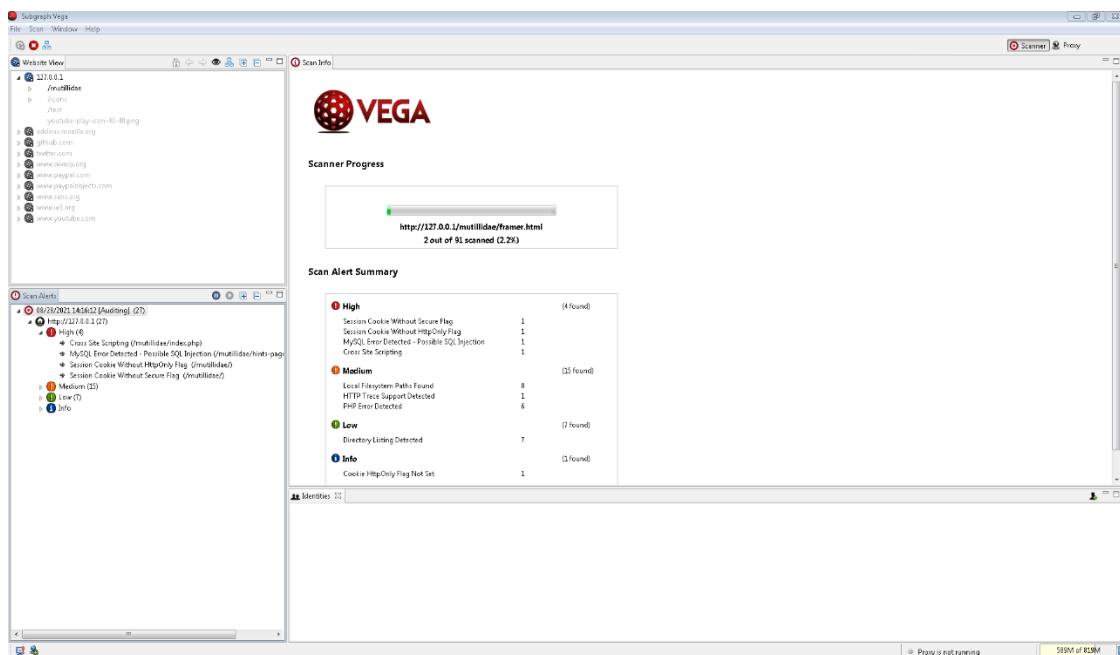 Subgraph Vega
File Scan Window Help
Scanner Proxy
Website View
127.0.0.1
/mutillidae
/icons
/test
youtube-play-icon-40-40.png
addons.mozilla.org
github.com
twitter.com
www.owasp.org
www.paypal.com
www.paypalobjects.com
www.sans.org
www.w3.org
www.youtube.com
Scan Alerts
08/28/2021 14:16:12 [Auditing] (27)
http://127.0.0.1 (27)
High (4)
Cross Site Scripting (/mutillidae/index.php)
MySQL Error Detected - Possible SQL Injection (/mutillidae/hints-page
Session Cookie Without HttpOnly Flag (/mutillidae/)
Session Cookie Without Secure Flag (/mutillidae/)
Medium (15)
Low (7)
Info
Scan Info
VEGA
Scanner Progress
http://127.0.0.1/mutillidae/framer.html
2 out of 91 scanned (2.2%)
Scan Alert Summary
High (4 found)
Session Cookie Without Secure Flag 1
Session Cookie Without HttpOnly Flag 1
MySQL Error Detected - Possible SQL Injection 1
Cross Site Scripting 1
Medium (15 found)
Local Filesystem Paths Found 8
HTTP Trace Support Detected 1
PHP Error Detected 6
Low (7 found)
Directory Listing Detected 7
Info (1 found)
Cookie HttpOnly Flag Not Set 1
Identities
Proxy is not running
589M of 819M